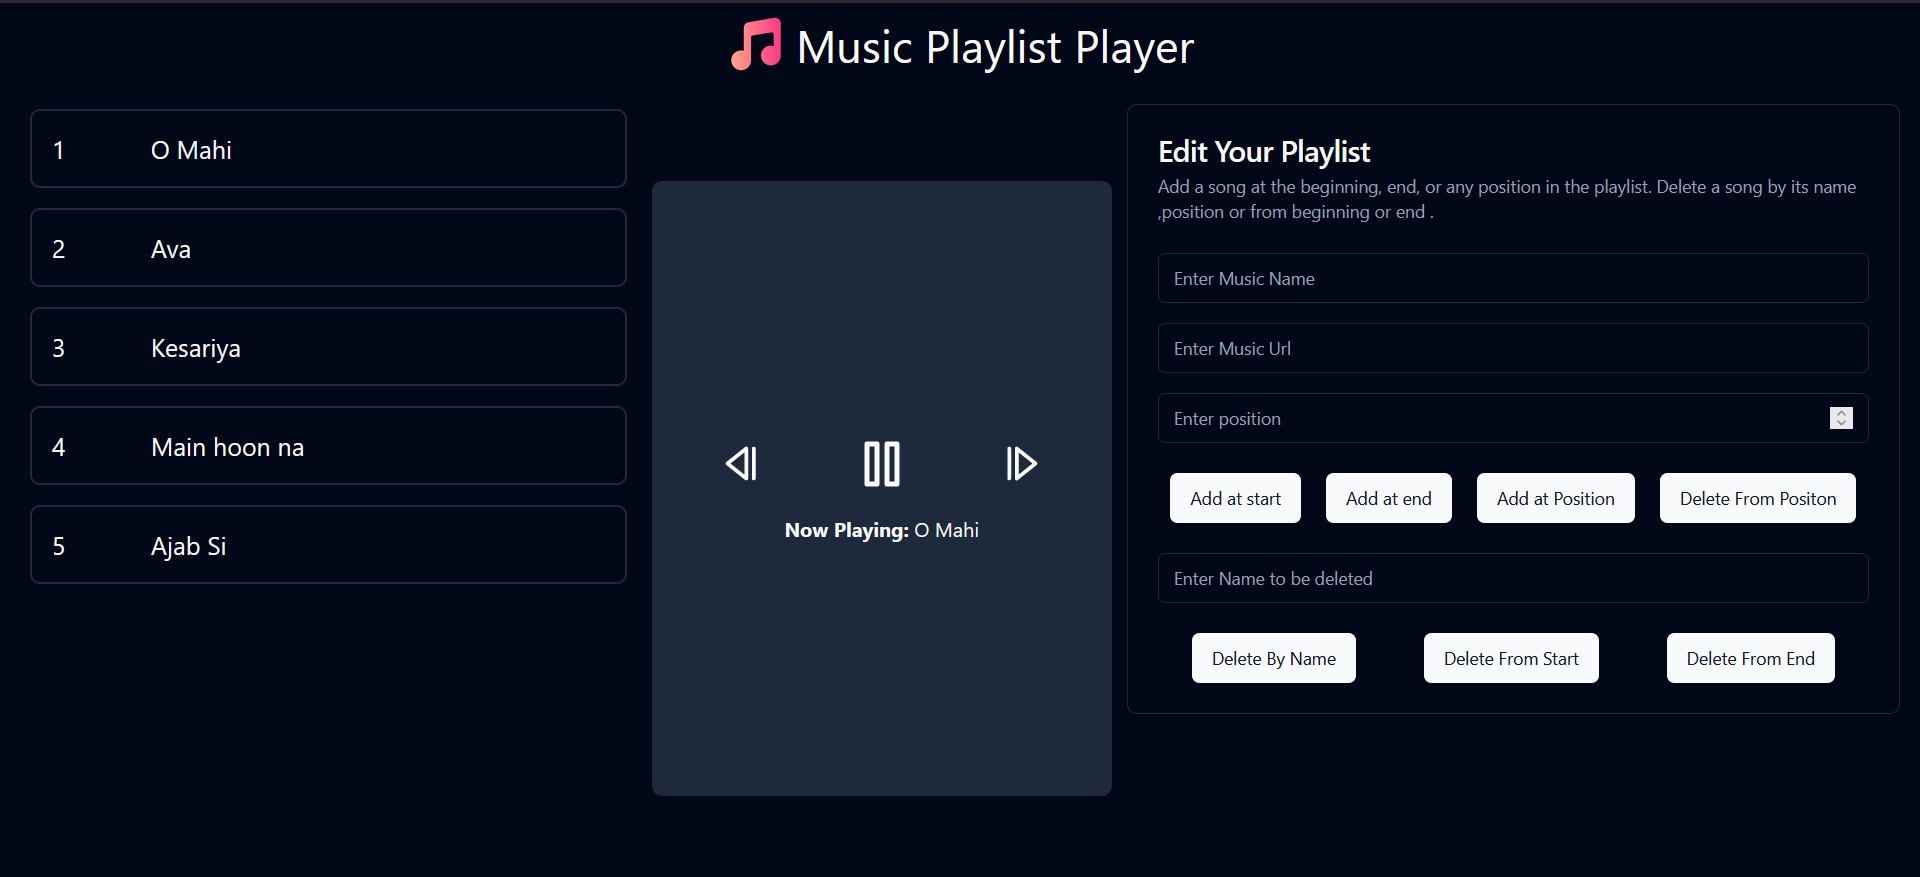 Music Playlist Player
1 O Mahi
2 Ava
3 Kesariya
4 Main hoon na
5 Ajab Si
Now Playing: O Mahi
Edit Your Playlist
Add a song at the beginning, end, or any position in the playlist. Delete a song by its name
,position or from beginning or end .
Enter Music Name
Enter Music Url
Enter position
Add at start Add at end Add at Position Delete From Positon
Enter Name to be deleted
Delete By Name Delete From Start Delete From End